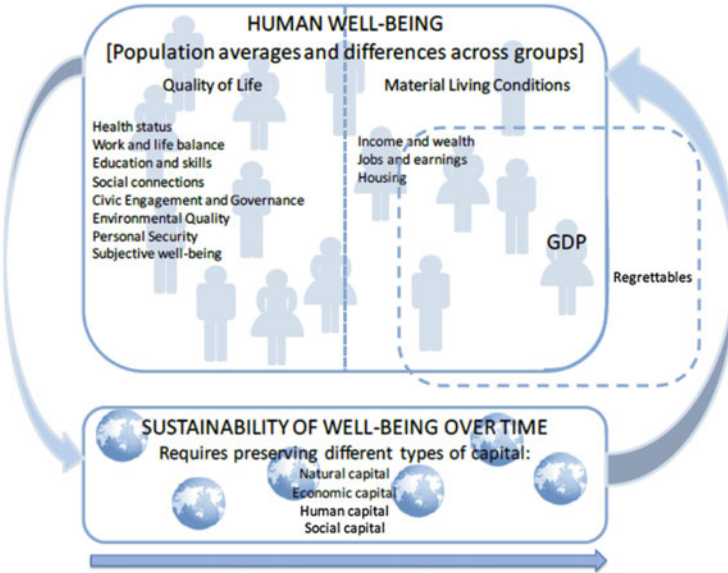 HUMAN WELL-BEING
[Population averages and differences across groups]
Quality of Life
Material Living Conditions
Health status
Work and life balance
Education and skills
Social connections
Civic Engagement and Governance
Environmental Quality
Personal Security
Subjective well-being
Income and wealth
Jobs and earnings
Housing
GDP
Regrettables
SUSTAINABILITY OF WELL-BEING OVER TIME
Requires preserving different types of capital:
Natural capital
Economic capital
Human capital
Social capital